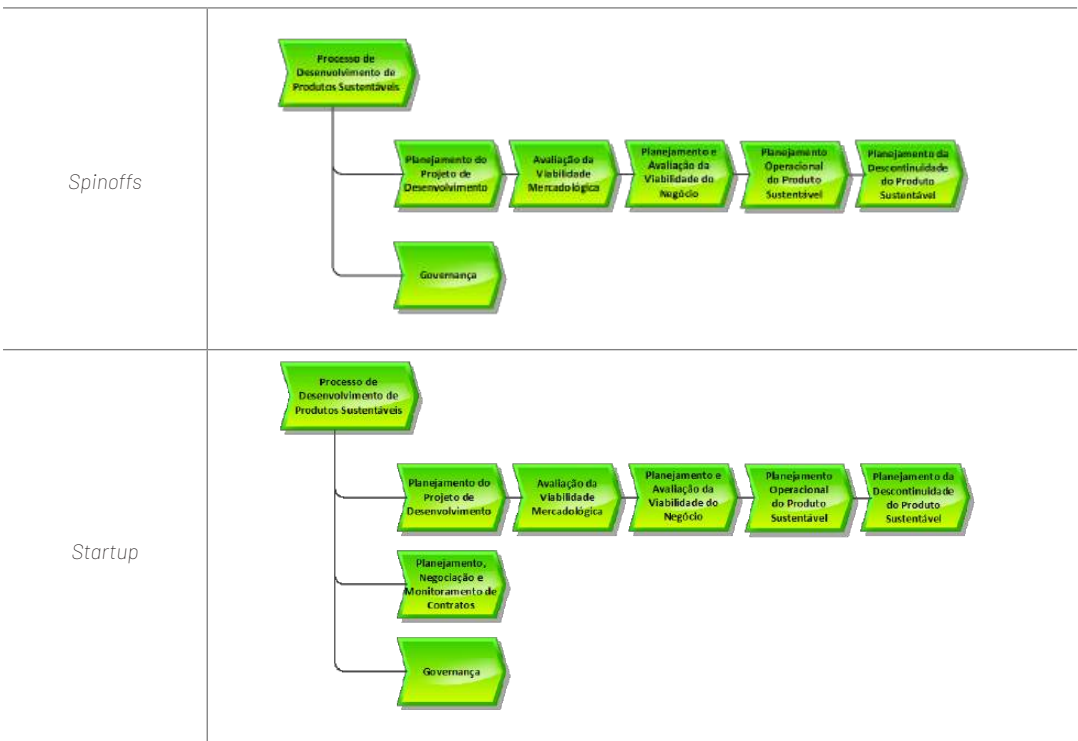 Spinoffs
Processo de
Desenvolvimento de
Produtos Sustentáveis
Planejamento do
Projeto de
Desenvolvimento
Avaliação da
Viabilidade
Mercadológica
Planejamento e
Avaliação da
Viabilidade do
Negócio
Planejamento
Operacional
do Produto
Sustentável
Planejamento da
Descontinuidade
do Produto
Sustentável
Governança
Startup
Processo de
Desenvolvimento de
Produtos Sustentáveis
Planejamento do
Projeto de
Desenvolvimento
Avaliação da
Viabilidade
Mercadológica
Planejamento e
Avaliação da
Viabilidade do
Negócio
Planejamento
Operacional
do Produto
Sustentável
Planejamento da
Descontinuidade
do Produto
Sustentável
Planejamento,
Negociação e
Monitoramento de
Contratos
Governança